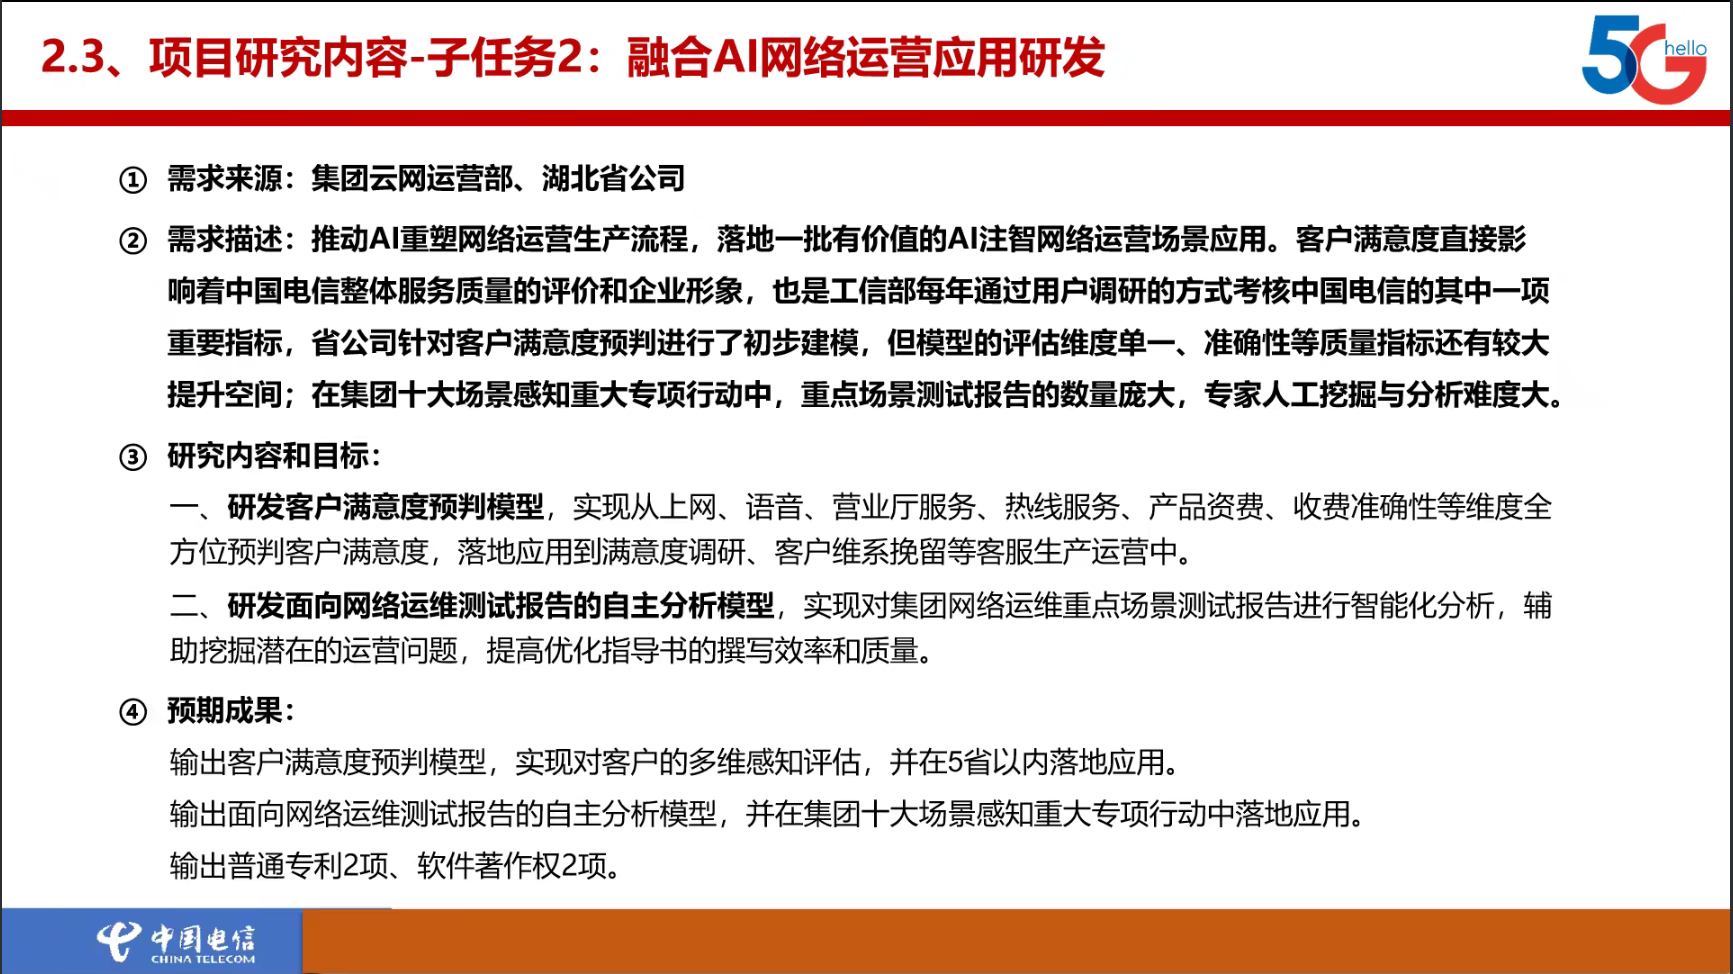 2.3、项目研究内容-子任务2：融合AI网络运营应用研发
5G hello
① 需求来源：集团云网运营部、湖北省公司
② 需求描述：推动AI重塑网络运营生产流程，落地一批有价值的AI注智网络运营场景应用。客户满意度直接影
响着中国电信整体服务质量的评价和企业形象，也是工信部每年通过用户调研的方式考核中国电信的其中一项
重要指标，省公司针对客户满意度预判进行了初步建模，但模型的评估维度单一、准确性等质量指标还有较大
提升空间；在集团十大场景感知重大专项行动中，重点场景测试报告的数量庞大，专家人工挖掘与分析难度大。
③ 研究内容和目标：
一、研发客户满意度预判模型，实现从上网、语音、营业厅服务、热线服务、产品资费、收费准确性等维度全
方位预判客户满意度，落地应用到满意度调研、客户维系挽留等客服生产运营中。
二、研发面向网络运维测试报告的自主分析模型，实现对集团网络运维重点场景测试报告进行智能化分析，辅
助挖掘潜在的运营问题，提高优化指导书的撰写效率和质量。
④ 预期成果：
输出客户满意度预判模型，实现对客户的多维感知评估，并在5省以内落地应用。
输出面向网络运维测试报告的自主分析模型，并在集团十大场景感知重大专项行动中落地应用。
输出普通专利2项、软件著作权2项。
中国电信
CHINA TELECOM